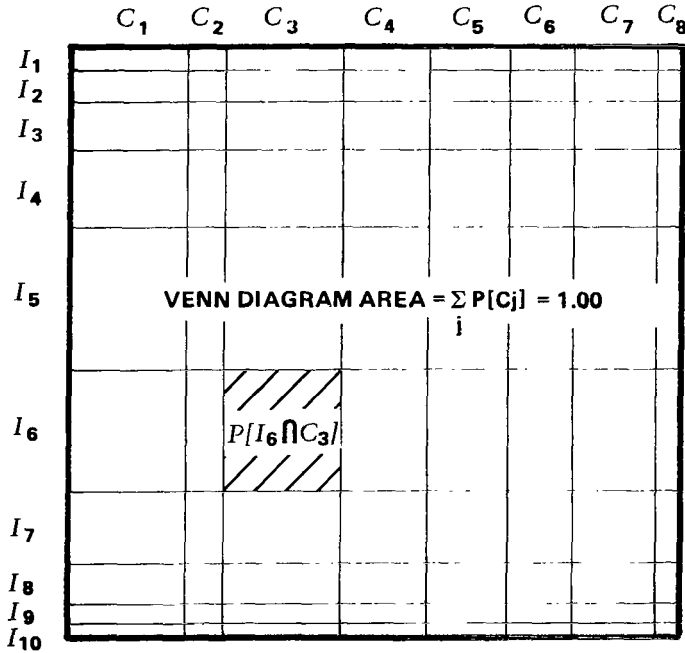 C1 C2 C3 C4 C5 C6 C7 C8
I1
I2
I3
I4
I5
VENN DIAGRAM AREA = Σ P[Cj] = 1.00
j
I6
P[I6∩C3]
I7
I8
I9
I10